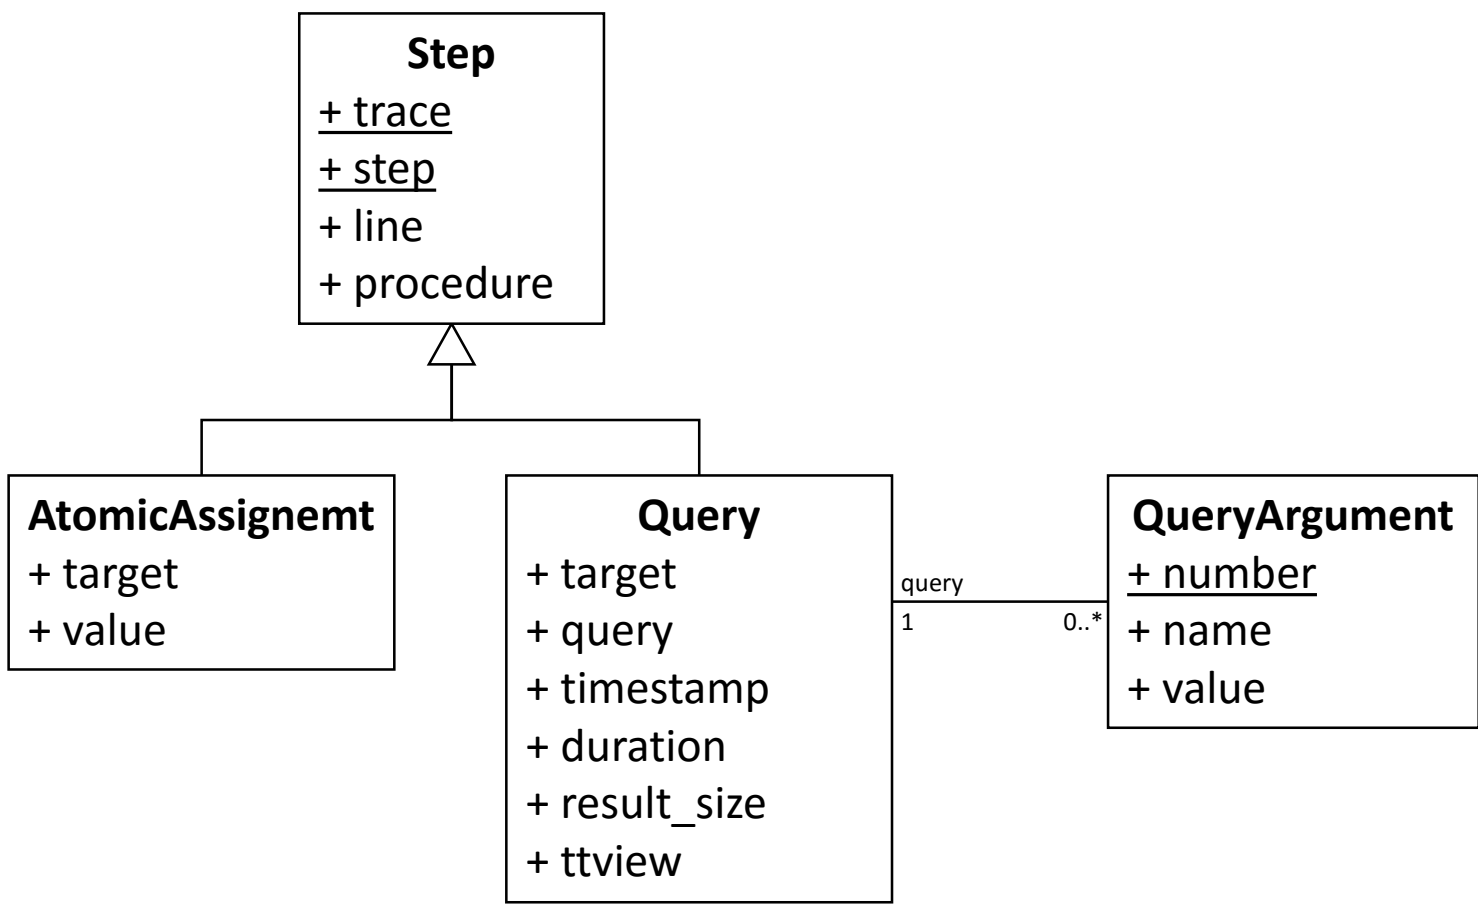 Step
+ trace
+ step
+ line
+ procedure
AtomicAssignemt
+ target
+ value
Query
+ target
+ query
+ timestamp
+ duration
+ result_size
+ ttview
query
1
0..*
QueryArgument
+ number
+ name
+ value